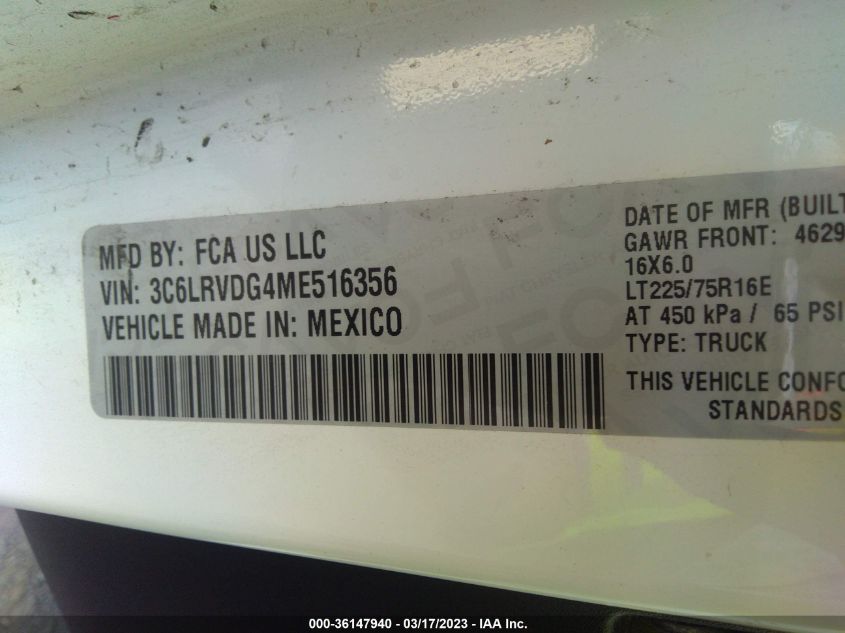 MFD BY: FCA US LLC
VIN: 3C6LRVDG4ME516356
VEHICLE MADE IN: MEXICO
DATE OF MFR (BUILT
GAWR FRONT: 4629
16X6.0
LT225/75R16E
AT 450 kPa / 65 PSI
TYPE: TRUCK
THIS VEHICLE CONFO
STANDARDS
000-36147940 - 03/17/2023 - IAA Inc.